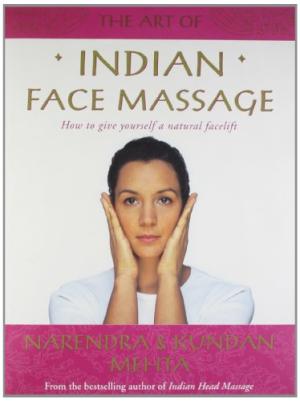 THE ART OF
INDIAN
FACE MASSAGE
How to give yourself a natural facelift
NARENDRA & KUNDAN
MEHTA
From the bestselling author of Indian Head Massage